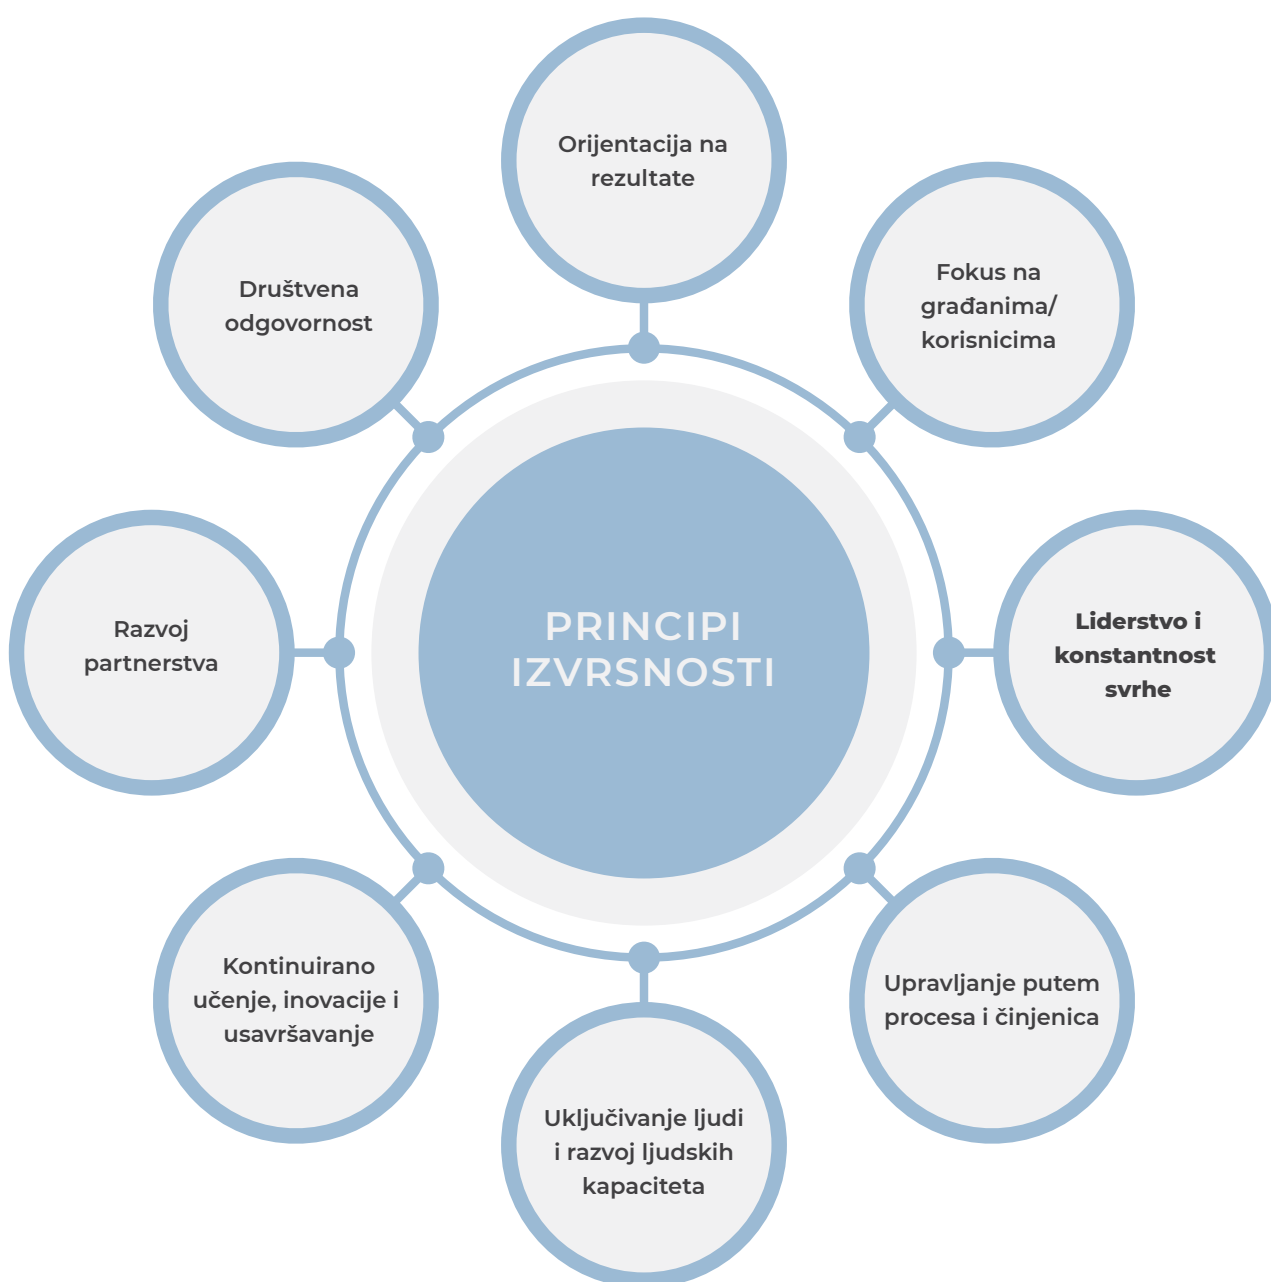 Orijentacija na
rezultate
Fokus na
građanima/
korisnicima
Liderstvo i
konstantnost
svrhe
Upravljanje putem
procesa i činjenica
Uključivanje ljudi
i razvoj ljudskih
kapaciteta
Kontinuirano
učenje, inovacije i
usavršavanje
Razvoj
partnerstva
Društvena
odgovornost
PRINCIPI
IZVRSNOSTI